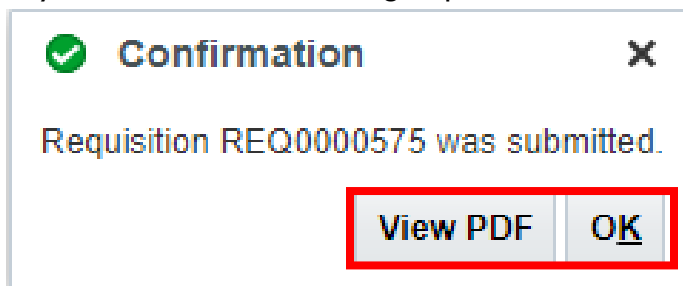 Confirmation
Requisition REQ0000575 was submitted.
View PDF OK